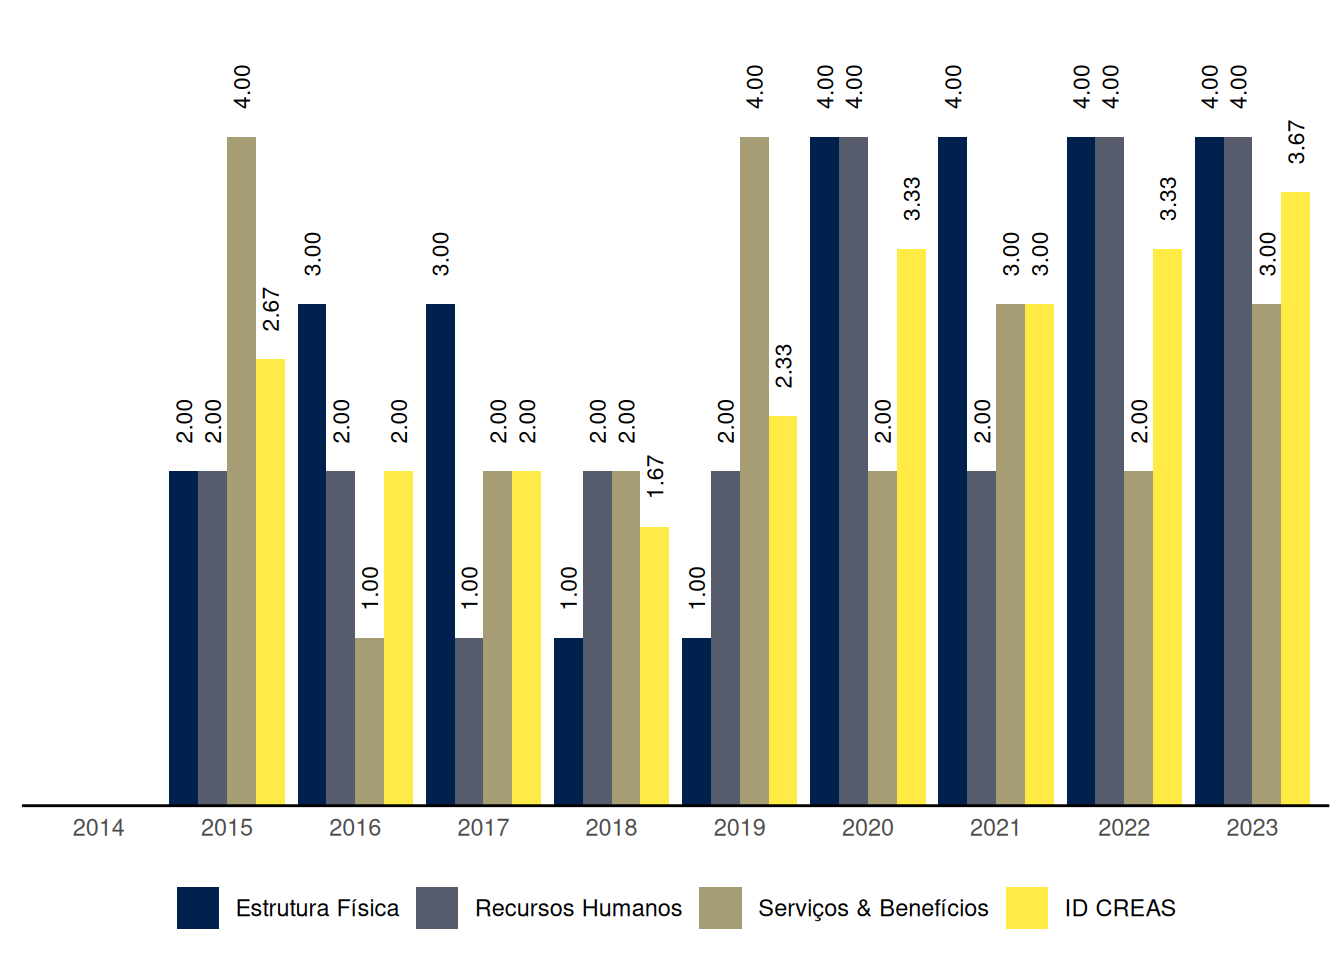 4.00 4.00 4.00 4.00 4.00 4.00 4.00 4.00 4.00
3.67
3.33 3.33
3.00 3.00 3.00 3.00 3.00
2.67
2.33
2.00 2.00 2.00 2.00 2.00 2.00 2.00 2.00 2.00 2.00 2.00 2.00
1.67
1.00 1.00 1.00 1.00
2014 2015 2016 2017 2018 2019 2020 2021 2022 2023
Estrutura Física Recursos Humanos Serviços & Benefícios ID CREAS